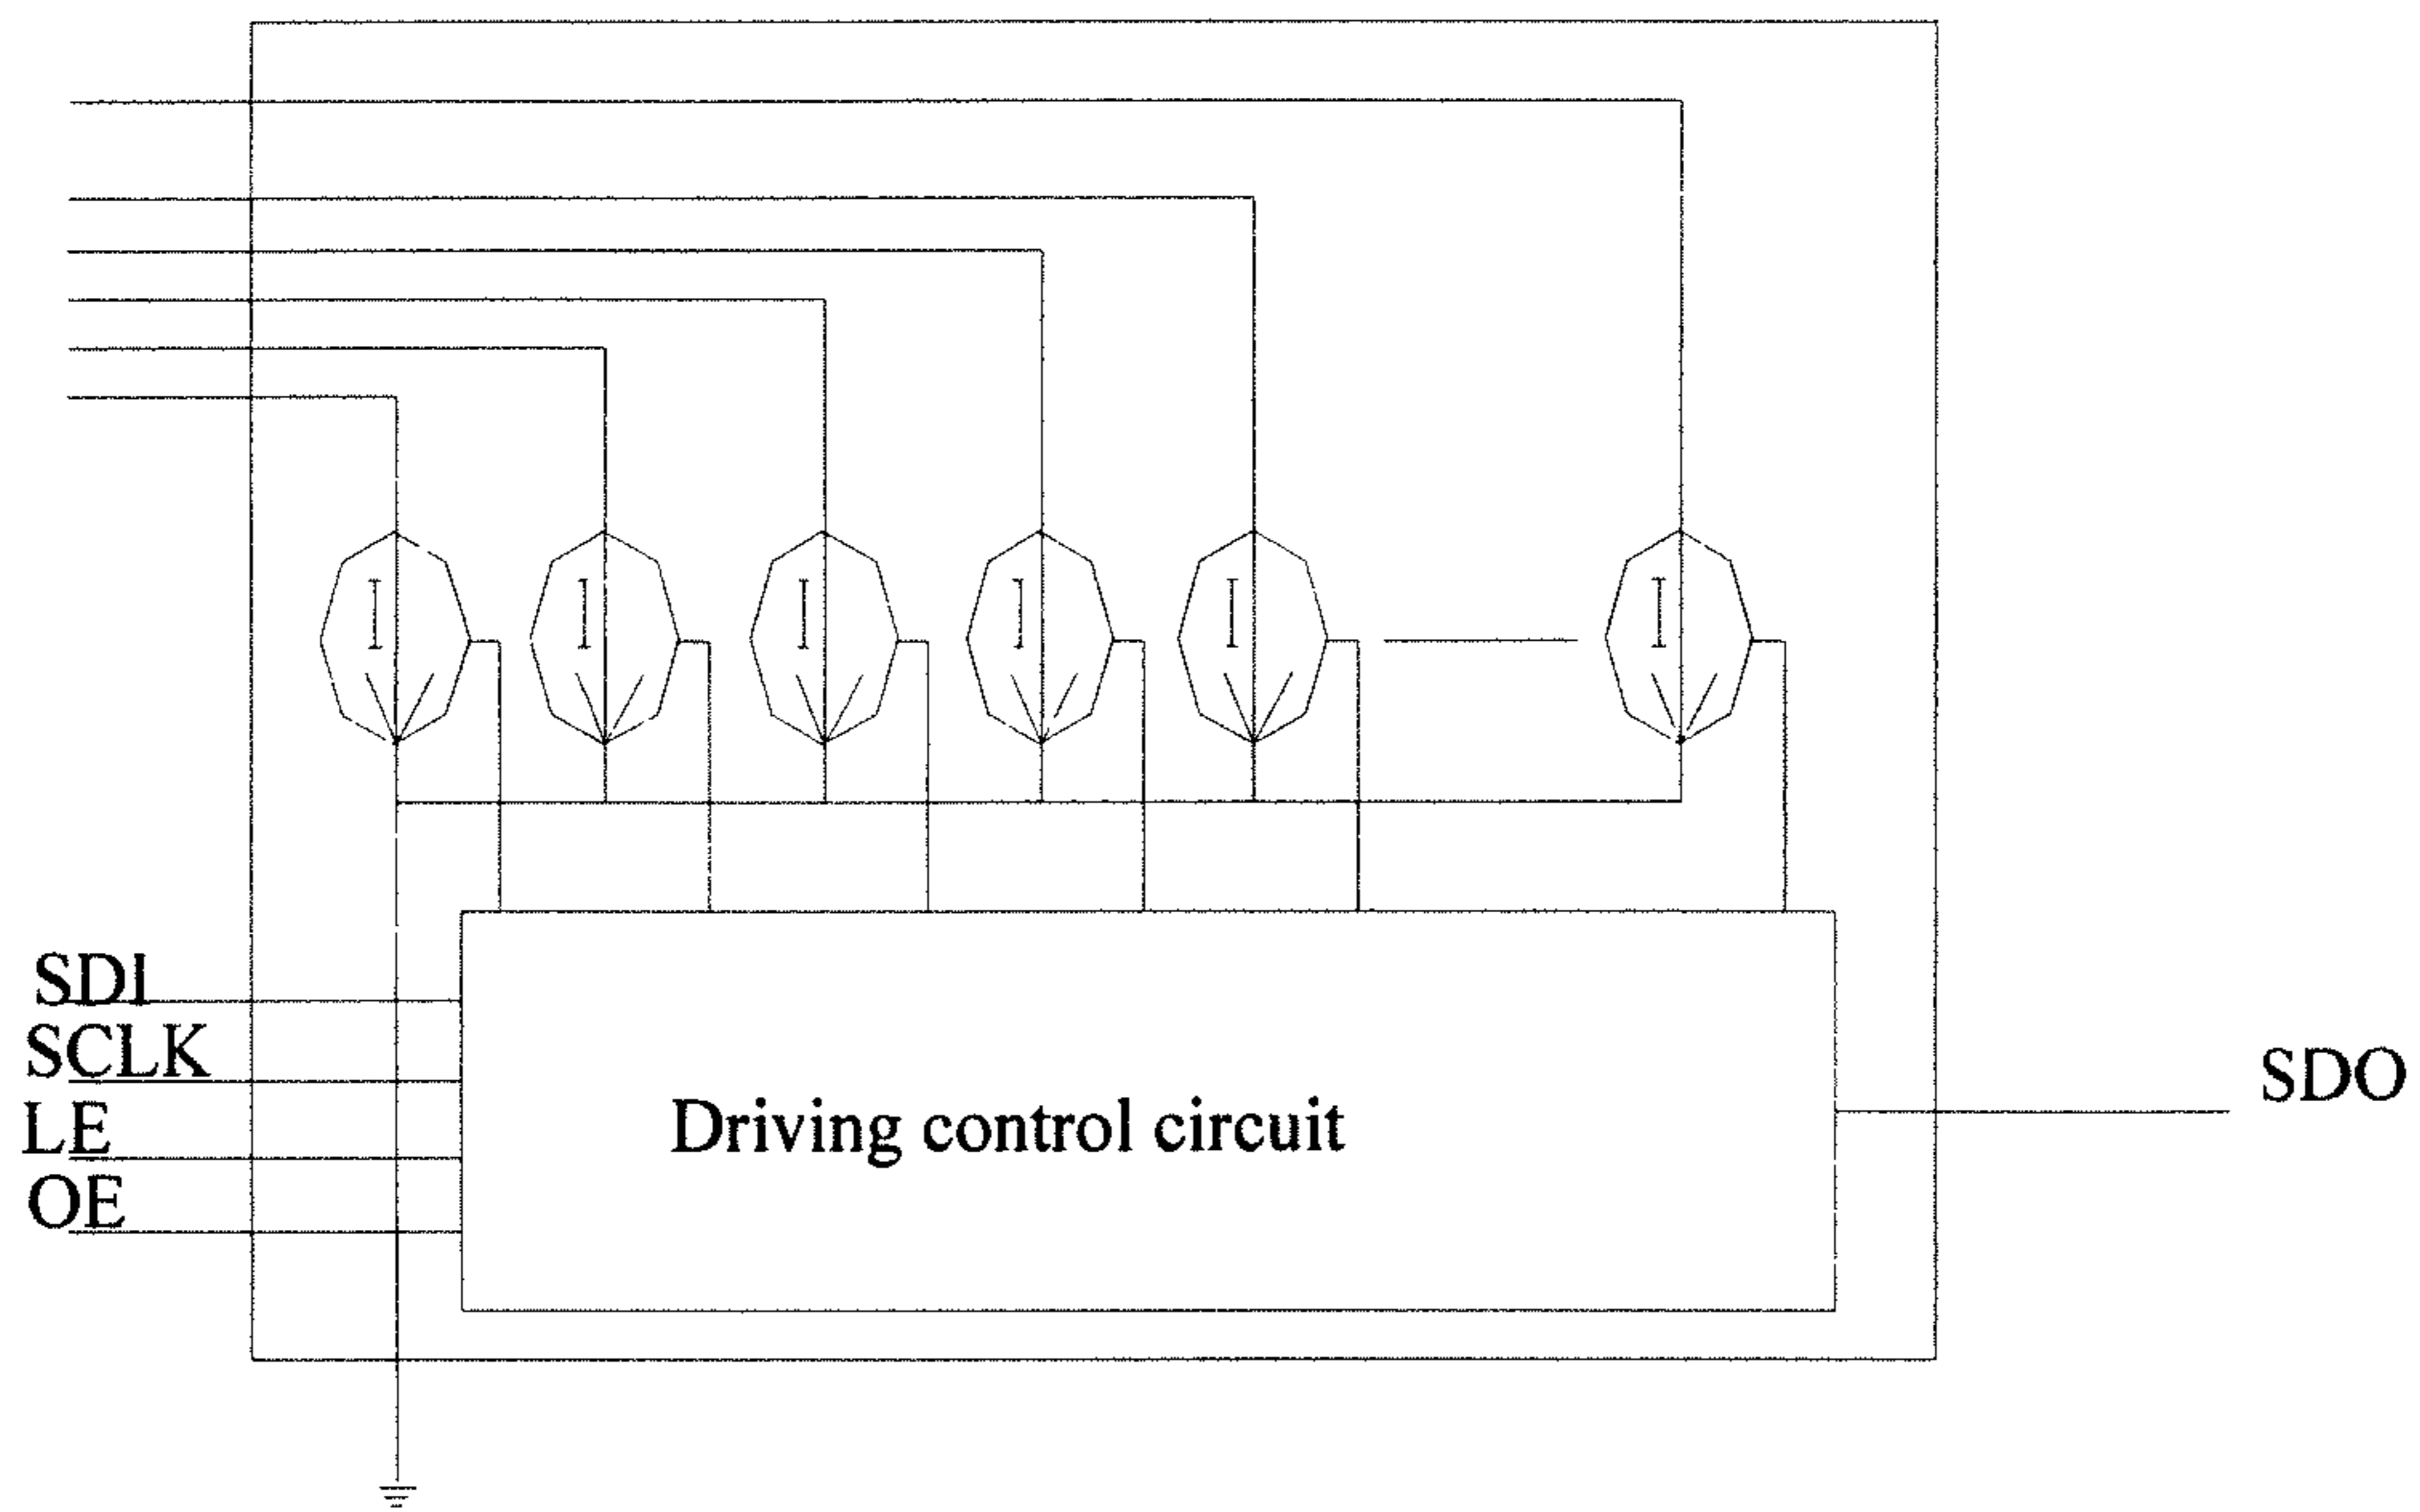 I I I I I I
SDI
SCLK
LE
OE
Driving control circuit
SDO